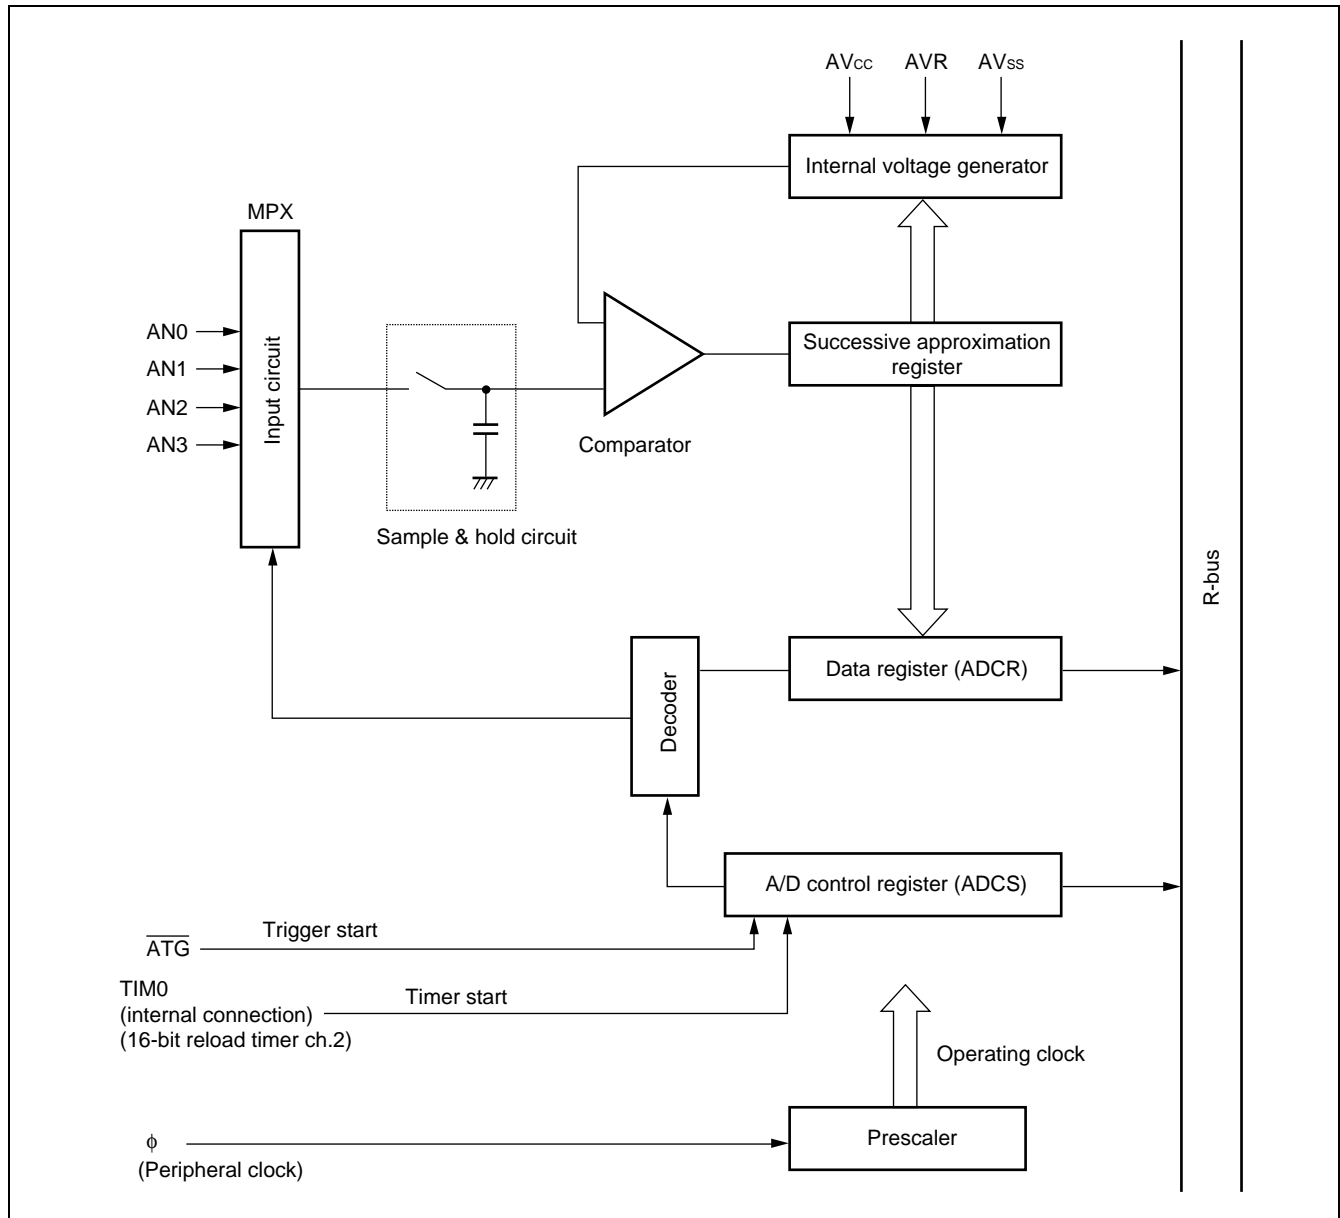 AVCC AVR AVSS
Internal voltage generator
MPX
AN0
AN1
AN2
AN3
Input circuit
Successive approximation
register
Comparator
Sample & hold circuit
R-bus
Decoder
Data register (ADCR)
A/D control register (ADCS)
ATG
Trigger start
TIM0
(internal connection)
(16-bit reload timer ch.2)
Timer start
Operating clock
Prescaler
ϕ
(Peripheral clock)